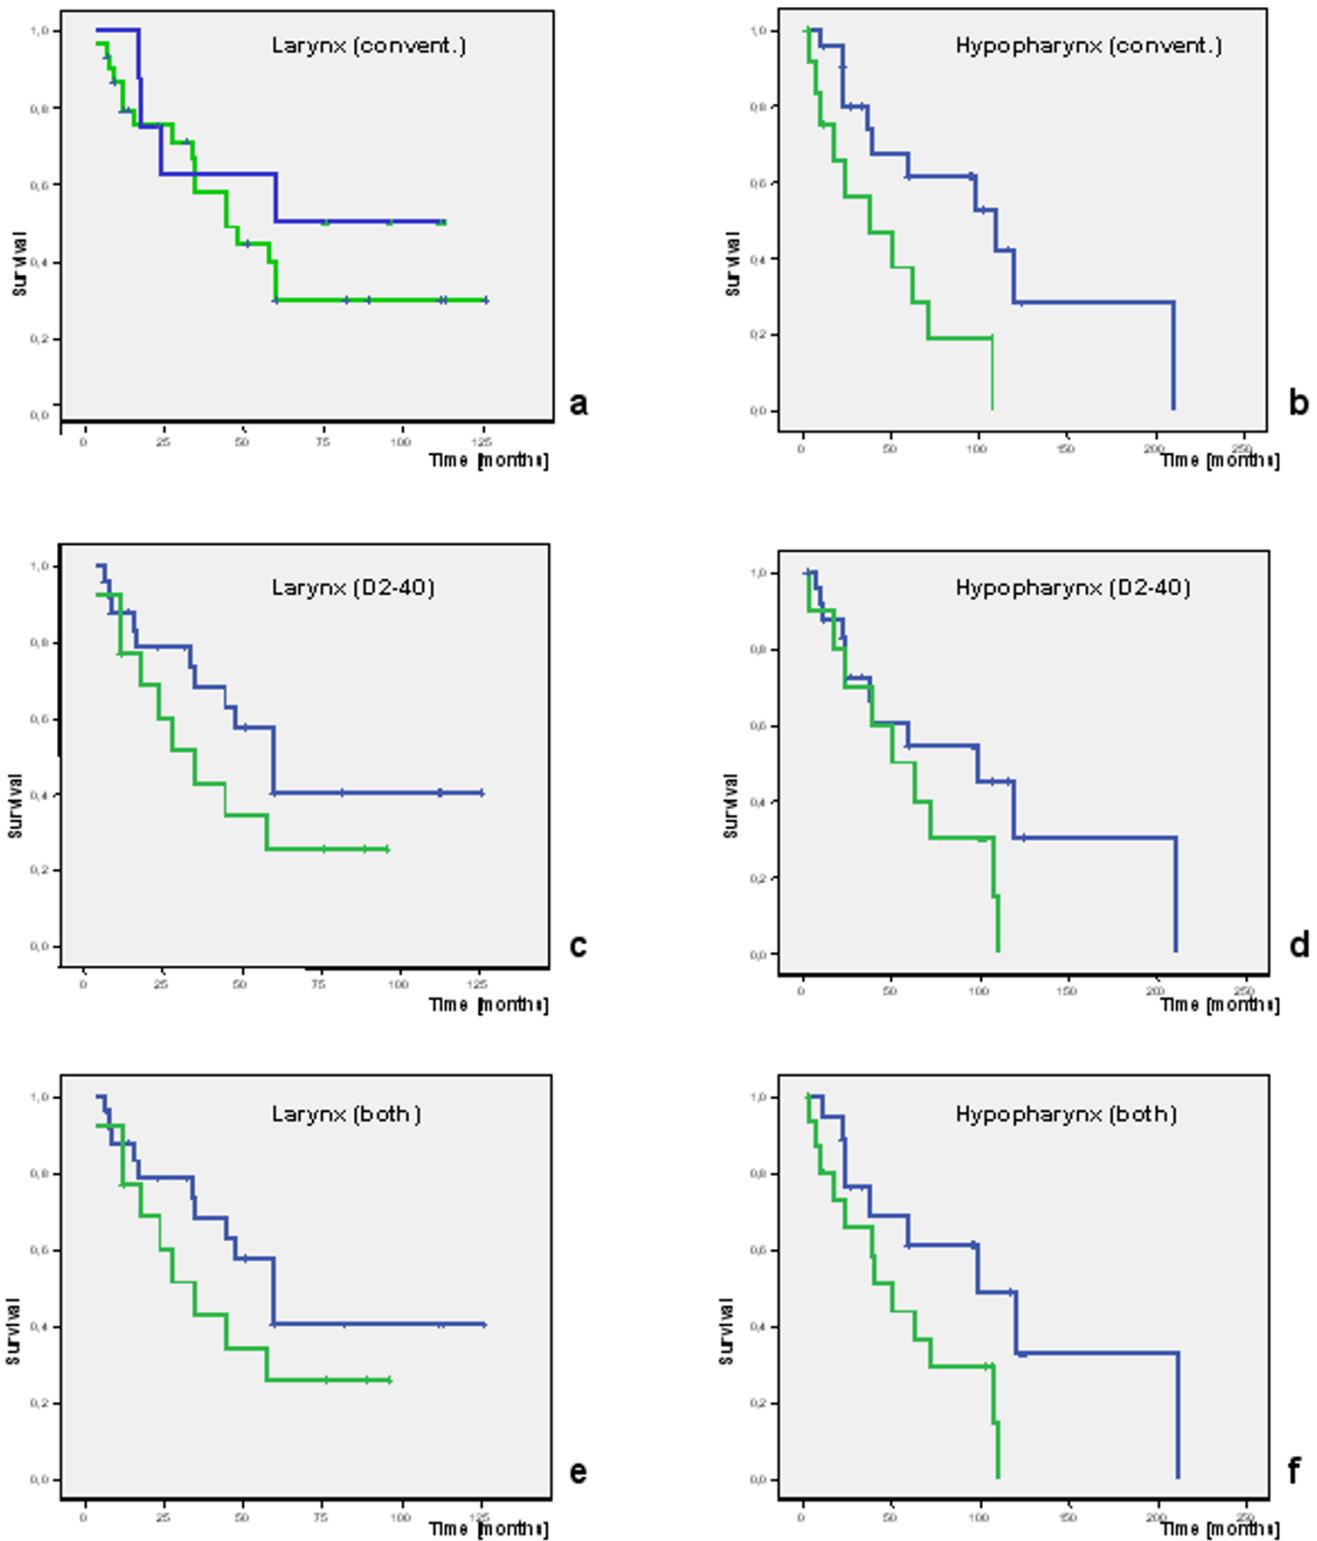 Larynx (convent.)
1,0
0,8
0,6
0,4
0,2
0,0
Survival
0 25 50 75 100 125
Time [months]
a
Hypopharynx (convent.)
1,0
0,8
0,6
0,4
0,2
0,0
Survival
0 50 100 150 200 250
Time [months]
b
Larynx (D2-40)
1,0
0,8
0,6
0,4
0,2
0,0
Survival
0 25 50 75 100 125
Time [months]
c
Hypopharynx (D2-40)
1,0
0,8
0,6
0,4
0,2
0,0
Survival
0 50 100 150 200 250
Time [months]
d
Larynx (both)
1,0
0,8
0,6
0,4
0,2
0,0
Survival
0 25 50 75 100 125
Time [months]
e
Hypopharynx (both)
1,0
0,8
0,6
0,4
0,2
0,0
Survival
0 50 100 150 200 250
Time [months]
f